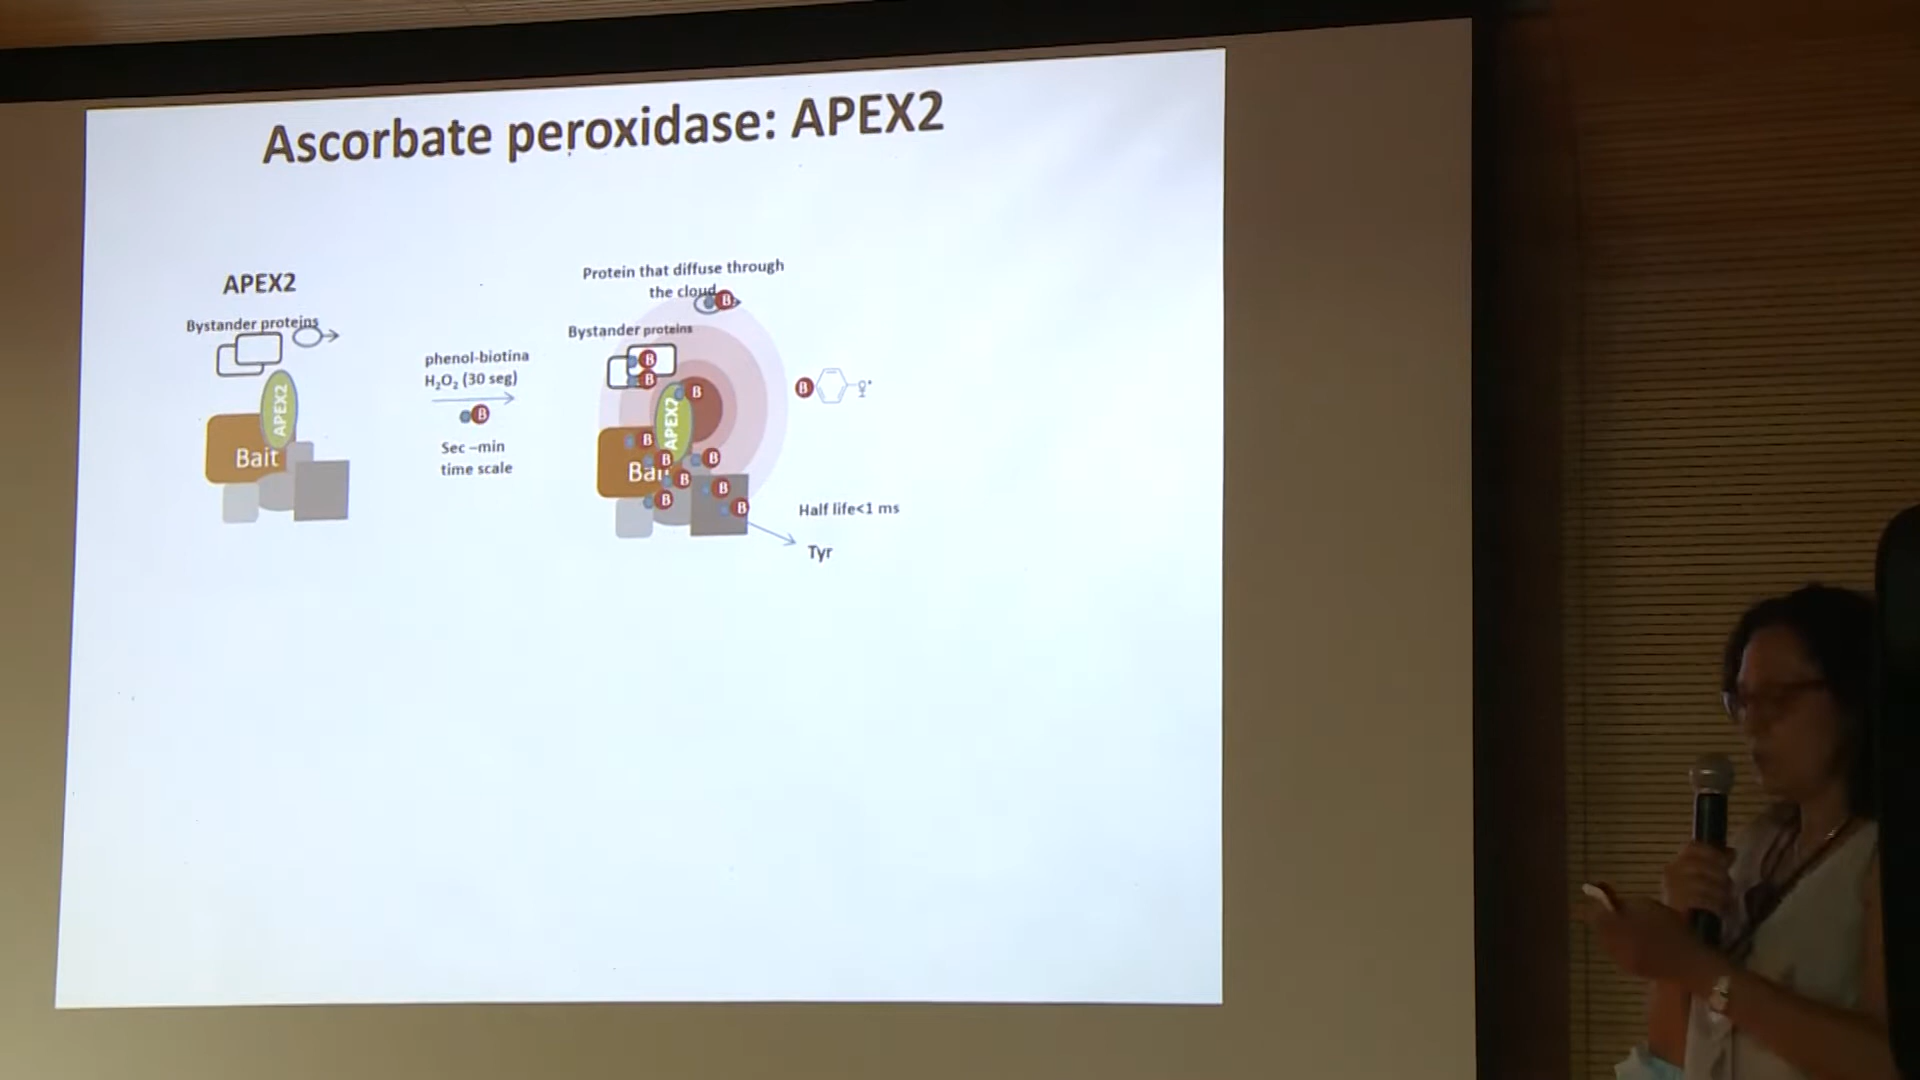 Ascorbate peroxidase: APEX2
APEX2
Bystander proteins
APEX2
Bait
phenol-biotina
H₂O₂ (30 seg)
B
Sec –min
time scale
Protein that diffuse through
the cloud
B
Bystander proteins
B
B
B
APEX2
B
B
B
Bait
B
B
B
B
B
Half life<1 ms
Tyr